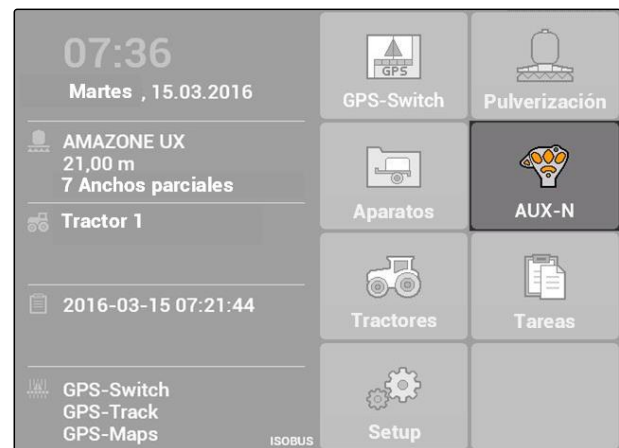 07:36
Martes , 15.03.2016
AMAZONE UX
21,00 m
7 Anchos parciales
Tractor 1
2016-03-15 07:21:44
GPS-Switch
GPS-Track
GPS-Maps
ISOBUS
GPS
GPS-Switch
Pulverización
Aparatos
AUX-N
Tractores
Tareas
Setup